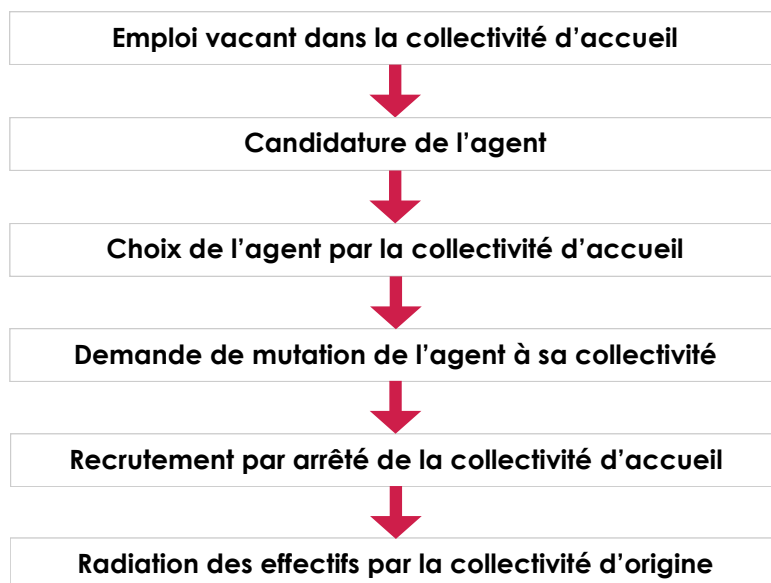 Emploi vacant dans la collectivité d’accueil
Candidature de l’agent
Choix de l’agent par la collectivité d’accueil
Demande de mutation de l’agent à sa collectivité
Recrutement par arrêté de la collectivité d’accueil
Radiation des effectifs par la collectivité d’origine